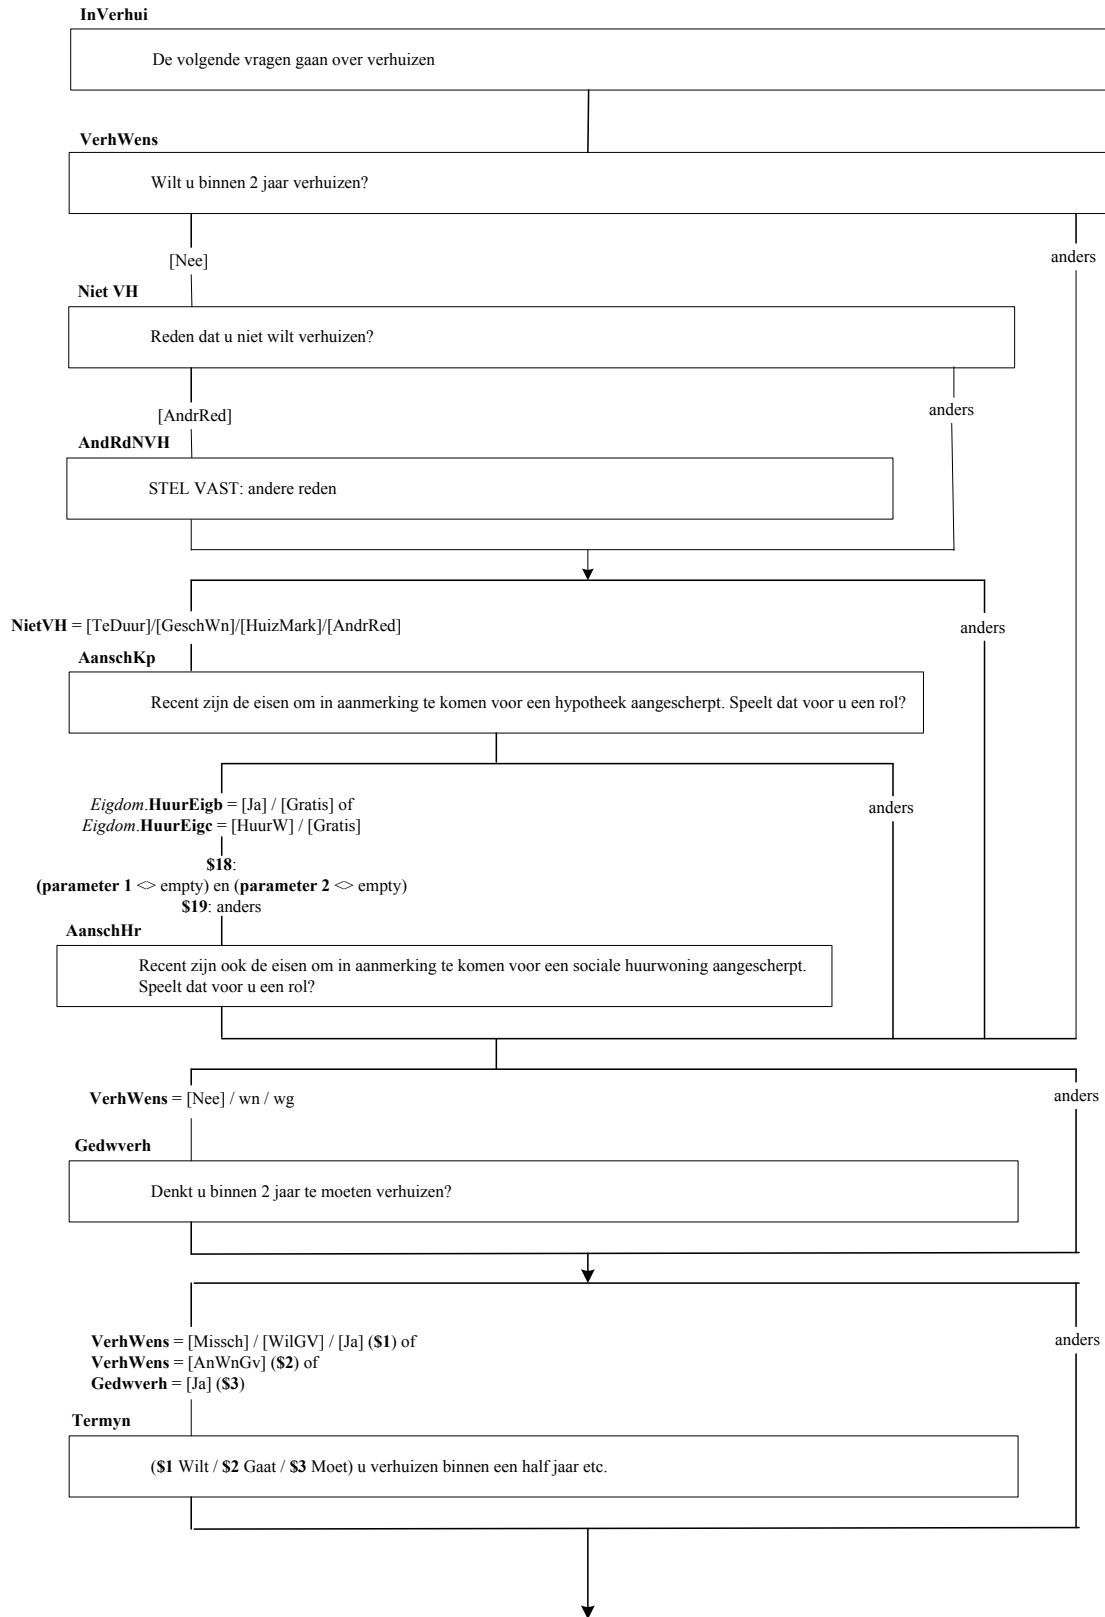 InVerhui
De volgende vragen gaan over verhuizen
VerhWens
Wilt u binnen 2 jaar verhuizen?
[Nee]
anders
Niet VH
Reden dat u niet wilt verhuizen?
[AndrRed]
anders
AndRdNVH
STEL VAST: andere reden
NietVH = [TeDuur]/[GeschWn]/[HuizMark]/[AndrRed]
anders
AanschKp
Recent zijn de eisen om in aanmerking te komen voor een hypotheek aangescherpt. Speelt dat voor u een rol?
Eigdom.HuurEigb = [Ja] / [Gratis] of
anders
Eigdom.HuurEigc = [HuurW] / [Gratis]
$18:
(parameter 1 <> empty) en (parameter 2 <> empty)
$19: anders
AanschHr
Recent zijn ook de eisen om in aanmerking te komen voor een sociale huurwoning aangescherpt.
Speelt dat voor u een rol?
VerhWens = [Nee] / wn / wg
anders
Gedwverh
Denkt u binnen 2 jaar te moeten verhuizen?
VerhWens = [Missch] / [WilGV] / [Ja] ($1) of
anders
VerhWens = [AnWnGv] ($2) of
Gedwverh = [Ja] ($3)
Termyn
($1 Wilt / $2 Gaat / $3 Moet) u verhuizen binnen een half jaar etc.